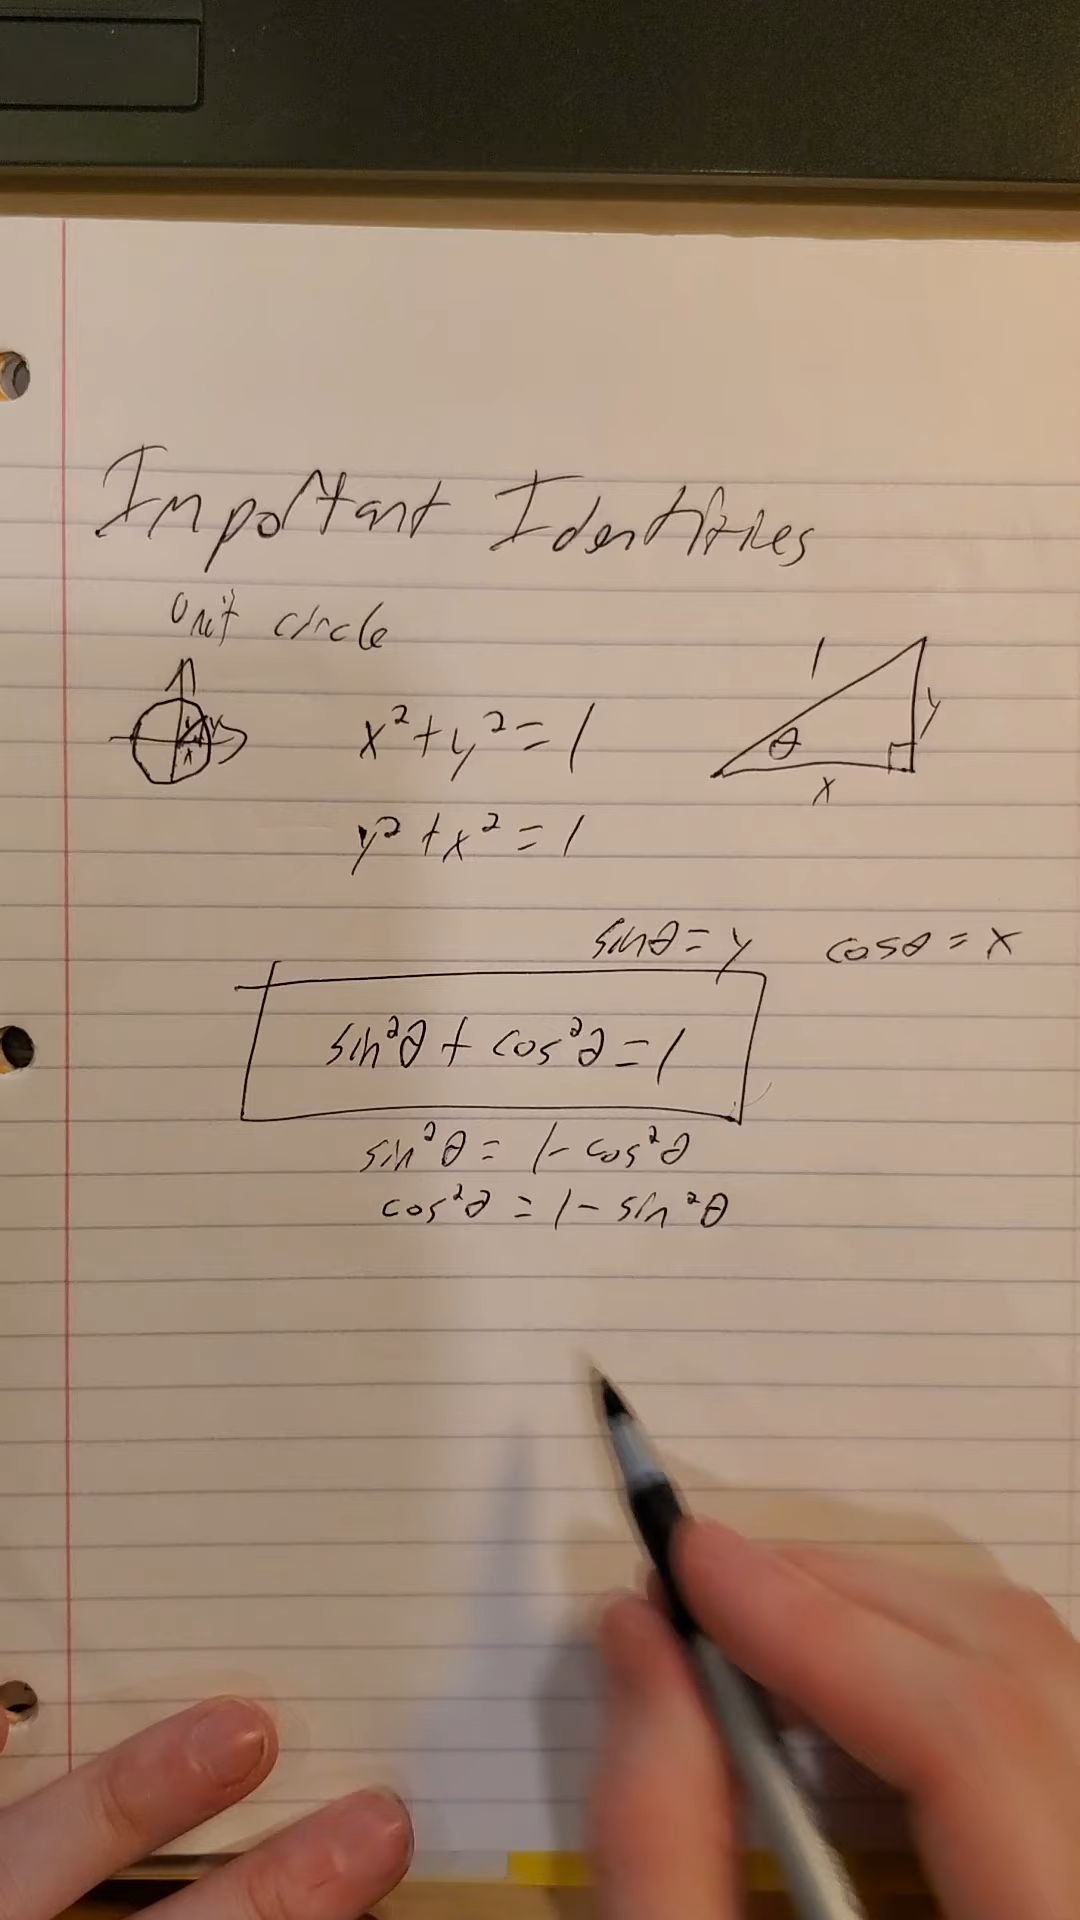 Important Identities
Unit circle
x² + y² = 1
1
y
θ
x
y² + x² = 1
sinθ = y cosθ = x
sin²θ + cos²θ = 1
sin²θ = 1 - cos²θ
cos²θ = 1 - sin²θ